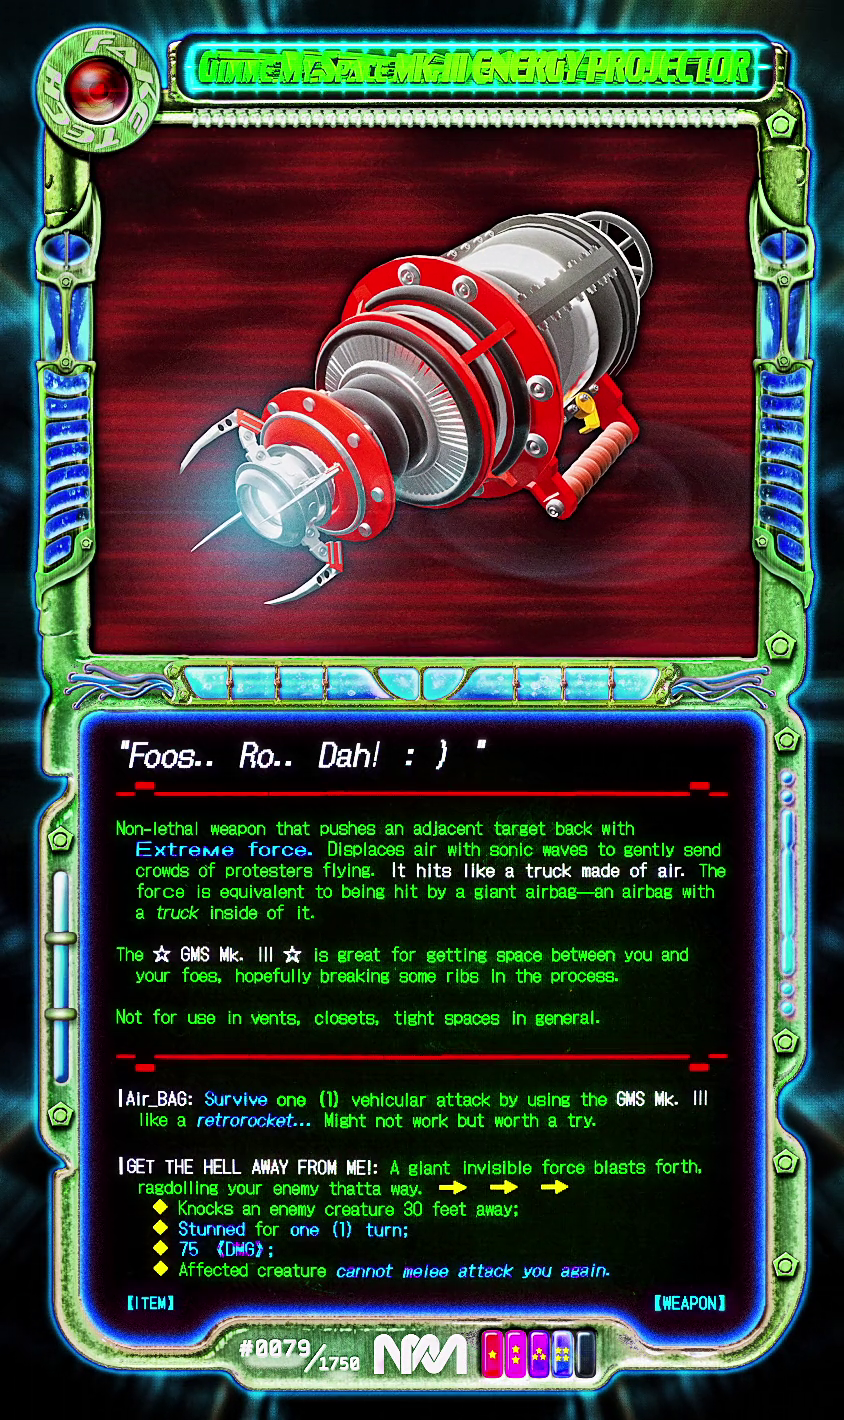 FAKE TECH
GIMME MY SPACE MK. III ENERGY PROJECTOR
"Foos.. Ro.. Dah! : ) "
Non-lethal weapon that pushes an adjacent target back with
Extreme force. Displaces air with sonic waves to gently send
crowds of protesters flying. It hits like a truck made of air. The
force is equivalent to being hit by a giant airbag—an airbag with
a truck inside of it.
The ☆ GMS Mk. III ☆ is great for getting space between you and
your foes, hopefully breaking some ribs in the process.
Not for use in vents, closets, tight spaces in general.
|Air_BAG: Survive one (1) vehicular attack by using the GMS Mk. III
like a retrorocket... Might not work but worth a try.
|GET THE HELL AWAY FROM ME!: A giant invisible force blasts forth,
ragdolling your enemy thatta way. → → →
◆ Knocks an enemy creature 30 feet away;
◆ Stunned for one (1) turn;
◆ 75 《DMG》;
◆ Affected creature cannot melee attack you again.
【ITEM】 【WEAPON】
#0079/1750 NM